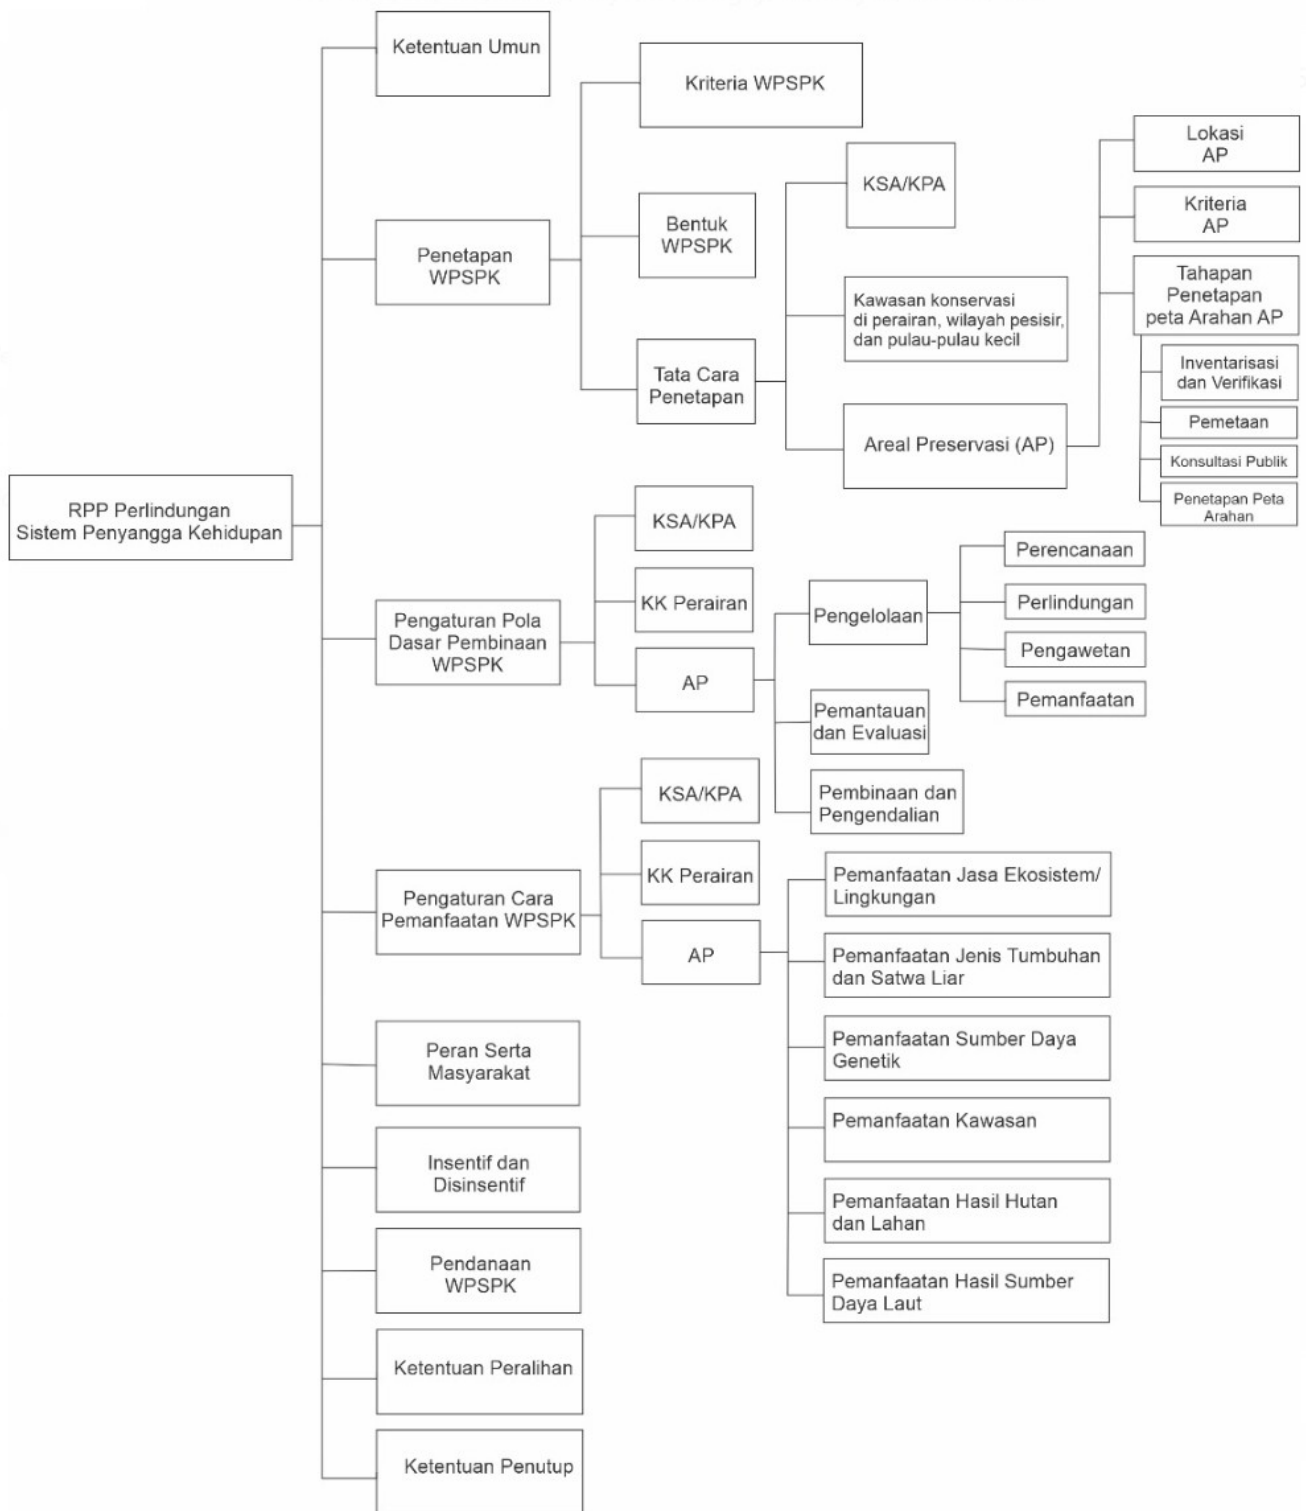 RPP Perlindungan
Sistem Penyangga Kehidupan
Ketentuan Umun
Penetapan
WPSPK
Kriteria WPSPK
Bentuk
WPSPK
Tata Cara
Penetapan
KSA/KPA
Kawasan konservasi
di perairan, wilayah pesisir,
dan pulau-pulau kecil
Areal Preservasi (AP)
Lokasi
AP
Kriteria
AP
Tahapan
Penetapan
peta Arahan AP
Inventarisasi
dan Verifikasi
Pemetaan
Konsultasi Publik
Penetapan Peta
Arahan
Pengaturan Pola
Dasar Pembinaan
WPSPK
KSA/KPA
KK Perairan
AP
Pengelolaan
Perencanaan
Perlindungan
Pengawetan
Pemanfaatan
Pemantauan
dan Evaluasi
Pembinaan dan
Pengendalian
Pengaturan Cara
Pemanfaatan WPSPK
KSA/KPA
KK Perairan
AP
Pemanfaatan Jasa Ekosistem/
Lingkungan
Pemanfaatan Jenis Tumbuhan
dan Satwa Liar
Pemanfaatan Sumber Daya
Genetik
Pemanfaatan Kawasan
Pemanfaatan Hasil Hutan
dan Lahan
Pemanfaatan Hasil Sumber
Daya Laut
Peran Serta
Masyarakat
Insentif dan
Disinsentif
Pendanaan
WPSPK
Ketentuan Peralihan
Ketentuan Penutup